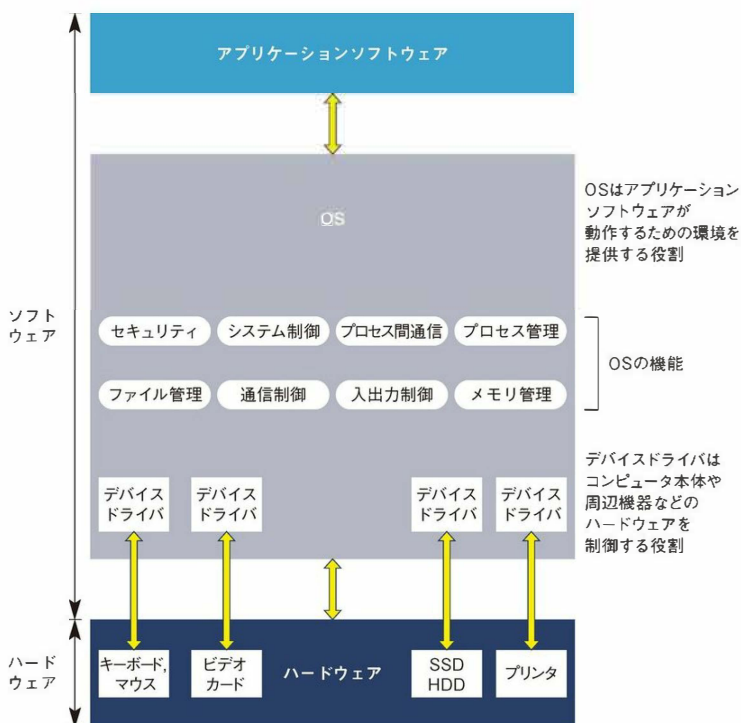 アプリケーションソフトウェア
OS
OSはアプリケーション
ソフトウェアが
動作するための環境を
提供する役割
ソフト
ウェア
セキュリティ
システム制御
プロセス間通信
プロセス管理
OSの機能
ファイル管理
通信制御
入出力制御
メモリ管理
デバイス
ドライバ
デバイス
ドライバ
デバイス
ドライバ
デバイス
ドライバ
デバイスドライバは
コンピュータ本体や
周辺機器などの
ハードウェアを
制御する役割
ハード
ウェア
キーボード,
マウス
ビデオ
カード
ハードウェア
SSD
HDD
プリンタ